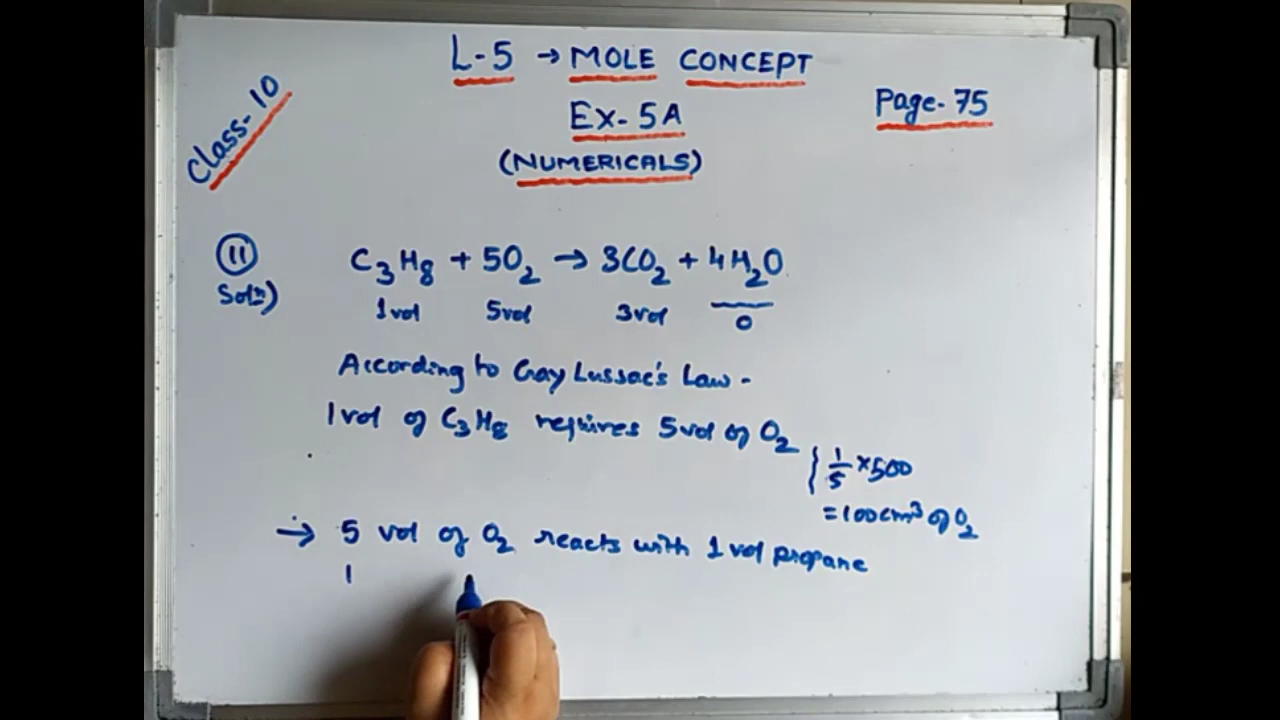 L-5 → MOLE CONCEPT
Class-10
Ex-5A
Page-75
(NUMERICALS)
11
Solⁿ)
C₃H₈ + 5O₂ → 3CO₂ + 4H₂O
1vol 5vol 3vol 0
According to Gay Lussac's Law -
1vol of C₃H₈ requires 5vol of O₂
{ 1/5 × 500
= 100cm³ of O₂
→ 5 vol of O₂ reacts with 1 vol propane
1